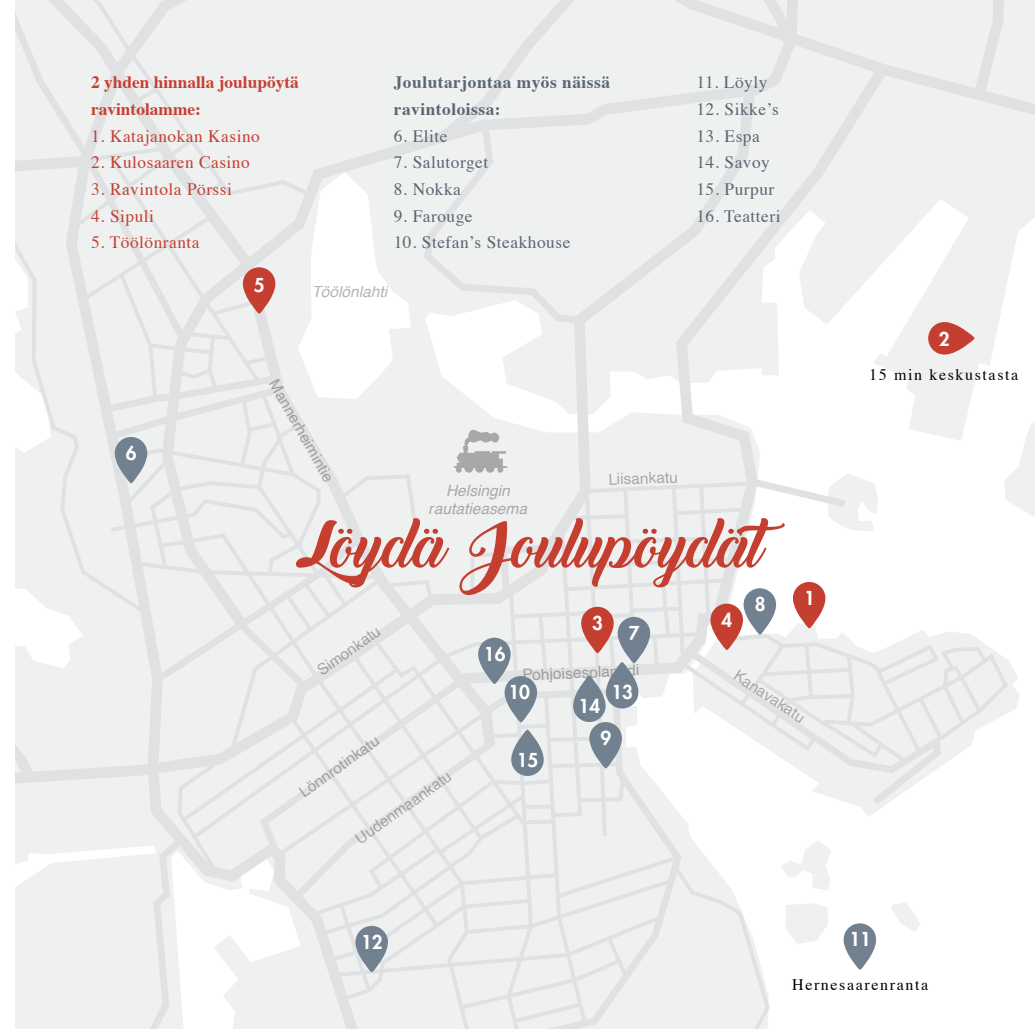 2 yhden hinnalla joulupöytä
ravintolamme:
1. Katajanokan Kasino
2. Kulosaaren Casino
3. Ravintola Pörssi
4. Sipuli
5. Töölönranta
Joulutarjontaa myös näissä
ravintoloissa:
6. Elite
7. Salutorget
8. Nokka
9. Farouge
10. Stefan's Steakhouse
11. Löyly
12. Sikke's
13. Espa
14. Savoy
15. Purpur
16. Teatteri
5
Töölönlahti
2
15 min keskustasta
Mannerheimintie
6
Helsingin
rautatieasema
Liisankatu
Löydä Joulupöydät
1
8
4
3
7
16
Simonkatu
Pohjoisesplanadi
Kanavakatu
10
14
13
9
15
Lönnrotinkatu
Uudenmaankatu
12
11
Hernesaarenranta